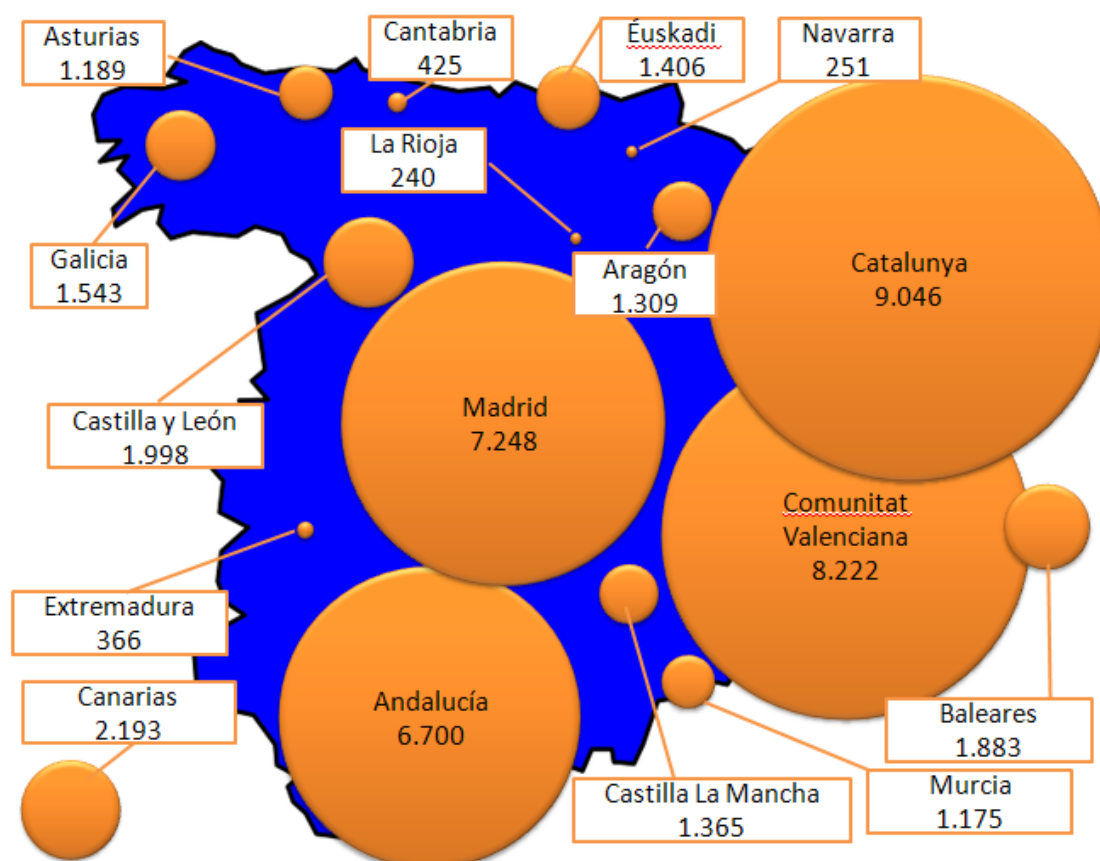 Asturias
1.189
Cantabria
425
Éuskadi
1.406
Navarra
251
La Rioja
240
Galicia
1.543
Aragón
1.309
Catalunya
9.046
Castilla y León
1.998
Madrid
7.248
Comunitat
Valenciana
8.222
Extremadura
366
Canarias
2.193
Andalucía
6.700
Baleares
1.883
Castilla La Mancha
1.365
Murcia
1.175